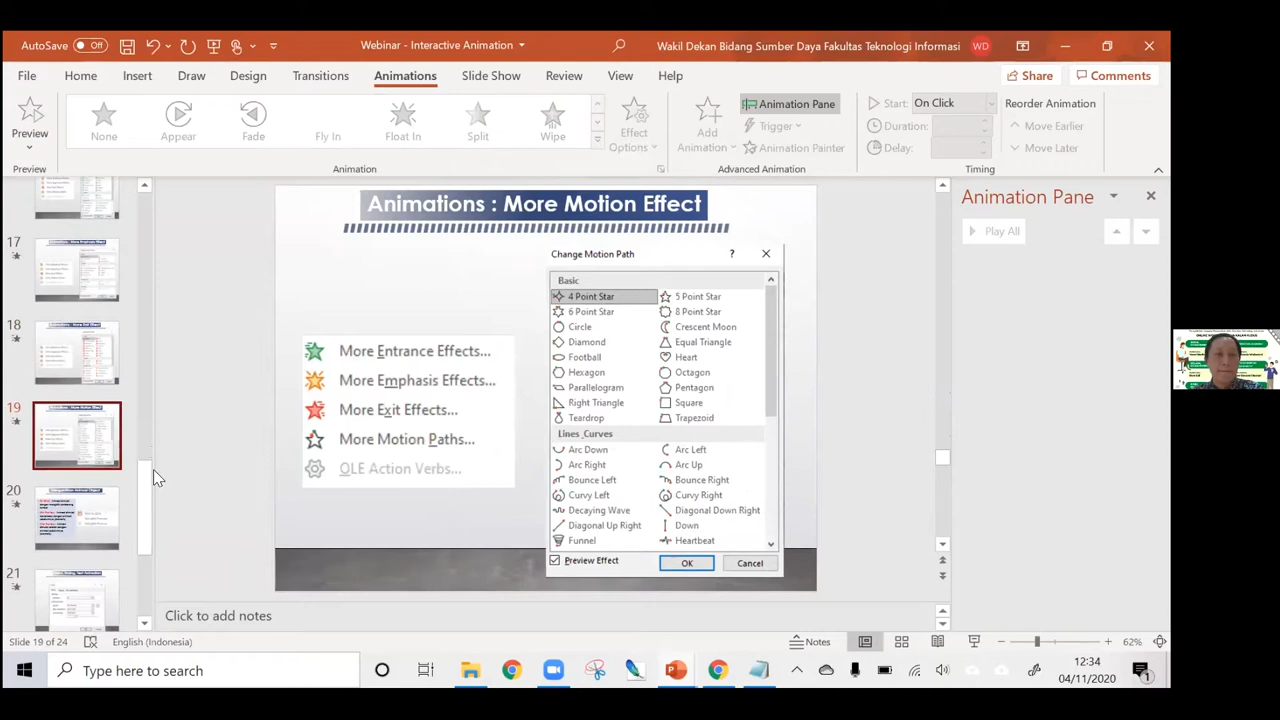 AutoSave Off
Webinar - Interactive Animation
Wakil Dekan Bidang Sumber Daya Fakultas Teknologi Informasi WD
File Home Insert Draw Design Transitions Animations Slide Show Review View Help Share Comments
Preview
None Appear Fade Fly In Float In Split Wipe
Effect Options
Add Animation
Animation Pane
Trigger
Animation Painter
Start: On Click
Duration:
Delay:
Reorder Animation
Move Earlier
Move Later
Preview Animation Advanced Animation Timing
17
18
19
20
21
Animations : More Motion Effect
More Entrance Effects...
More Emphasis Effects...
More Exit Effects...
More Motion Paths...
OLE Action Verbs...
Change Motion Path ?
Basic
4 Point Star 5 Point Star
6 Point Star 8 Point Star
Circle Crescent Moon
Diamond Equal Triangle
Football Heart
Hexagon Octagon
Parallelogram Pentagon
Right Triangle Square
Teardrop Trapezoid
Lines_Curves
Arc Down Arc Left
Arc Right Arc Up
Bounce Left Bounce Right
Curvy Left Curvy Right
Decaying Wave Diagonal Down Right
Diagonal Up Right Down
Funnel Heartbeat
Preview Effect OK Cancel
Animation Pane
Play All
Click to add notes
Slide 19 of 24 English (Indonesia) Notes 62%
Type here to search
12:34
04/11/2020
1